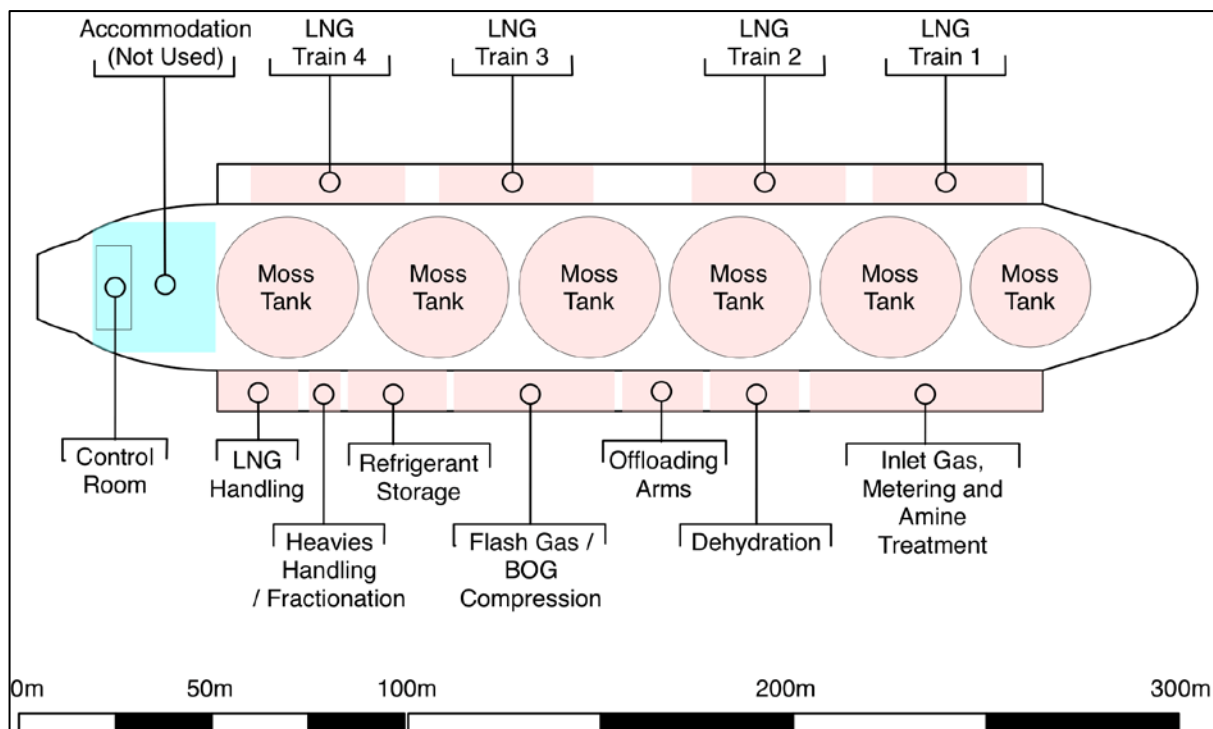 Accommodation
(Not Used)
LNG
Train 4
LNG
Train 3
LNG
Train 2
LNG
Train 1
Moss
Tank
Moss
Tank
Moss
Tank
Moss
Tank
Moss
Tank
Moss
Tank
Control
Room
LNG
Handling
Refrigerant
Storage
Offloading
Arms
Inlet Gas,
Metering and
Amine
Treatment
Heavies
Handling
/ Fractionation
Flash Gas /
BOG
Compression
Dehydration
0m
50m
100m
200m
300m